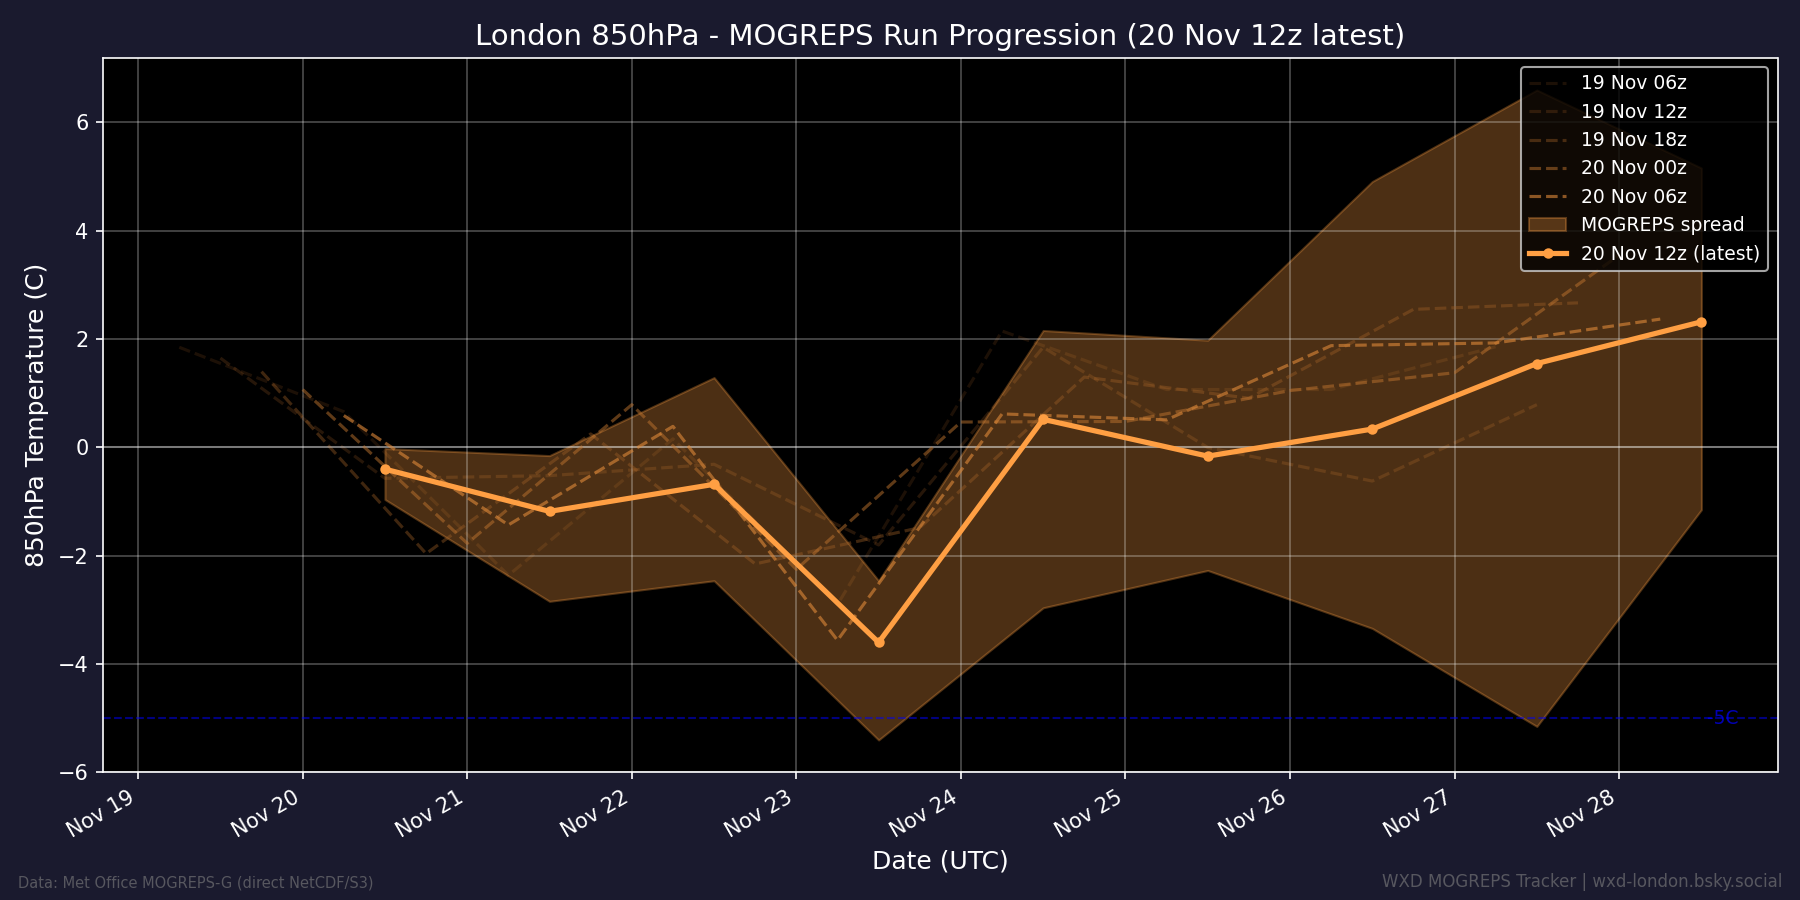 London 850hPa - MOGREPS Run Progression (20 Nov 12z latest)
19 Nov 06z
19 Nov 12z
19 Nov 18z
20 Nov 00z
20 Nov 06z
MOGREPS spread
20 Nov 12z (latest)
850hPa Temperature (C)
6
4
2
0
−2
−4
−6
-5C
Nov 19
Nov 20
Nov 21
Nov 22
Nov 23
Nov 24
Nov 25
Nov 26
Nov 27
Nov 28
Date (UTC)
Data: Met Office MOGREPS-G (direct NetCDF/S3)
WXD MOGREPS Tracker | wxd-london.bsky.social